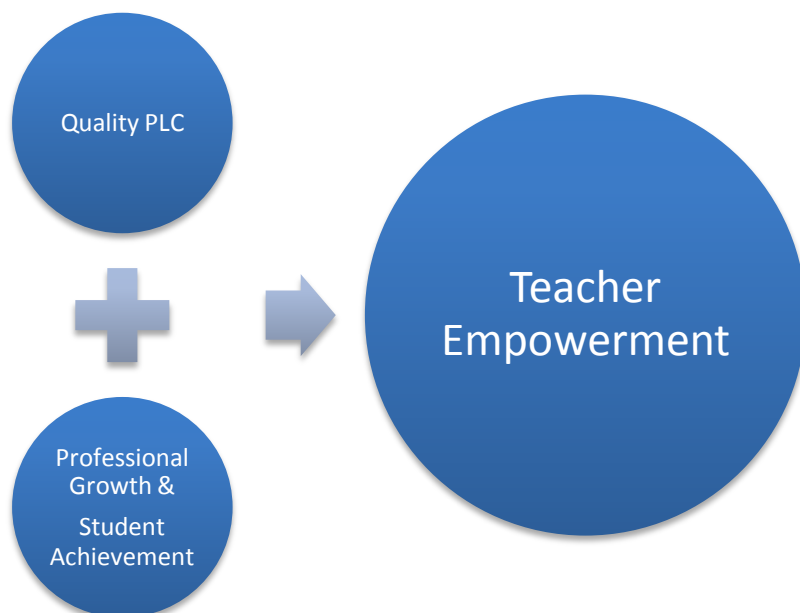 Quality PLC
Professional
Growth &
Student
Achievement
Teacher
Empowerment